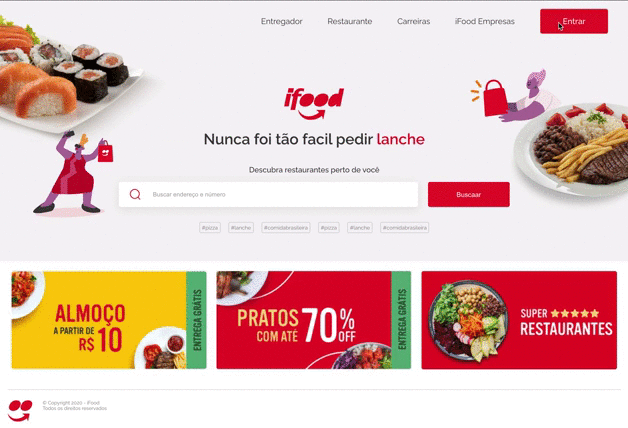 Entregador Restaurante Carreiras iFood Empresas Entrar
ifood
Nunca foi tão facil pedir lanche
Descubra restaurantes perto de você
Buscar endereço e número
Buscaar
#pizza #lanche #comidabrasileira #pizza #lanche #comidabrasileira
ALMOÇO
A PARTIR DE
R$ 10
ENTREGA GRÁTIS
PRATOS
COM ATÉ
70%
OFF
ENTREGA GRÁTIS
SUPER
RESTAURANTES
© Copyright 2020 - iFood
Todos os direitos reservados